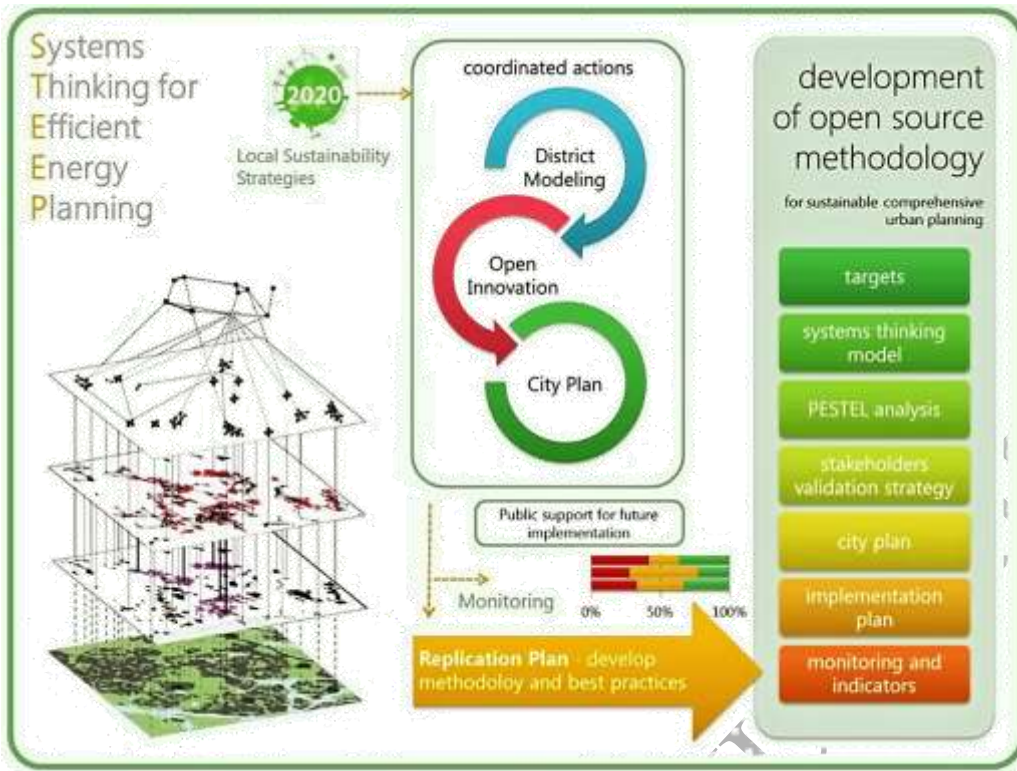 Systems
Thinking for
Efficient
Energy
Planning
2020
Local Sustainability
Strategies
coordinated actions
District
Modeling
Open
Innovation
City Plan
Public support for future
implementation
Monitoring
0%
50%
100%
Replication Plan - develop
methodoloy and best practices
development
of open source
methodology
for sustainable comprehensive
urban planning
targets
systems thinking
model
PESTEL analysis
stakeholders
validation strategy
city plan
implementation
plan
monitoring and
indicators